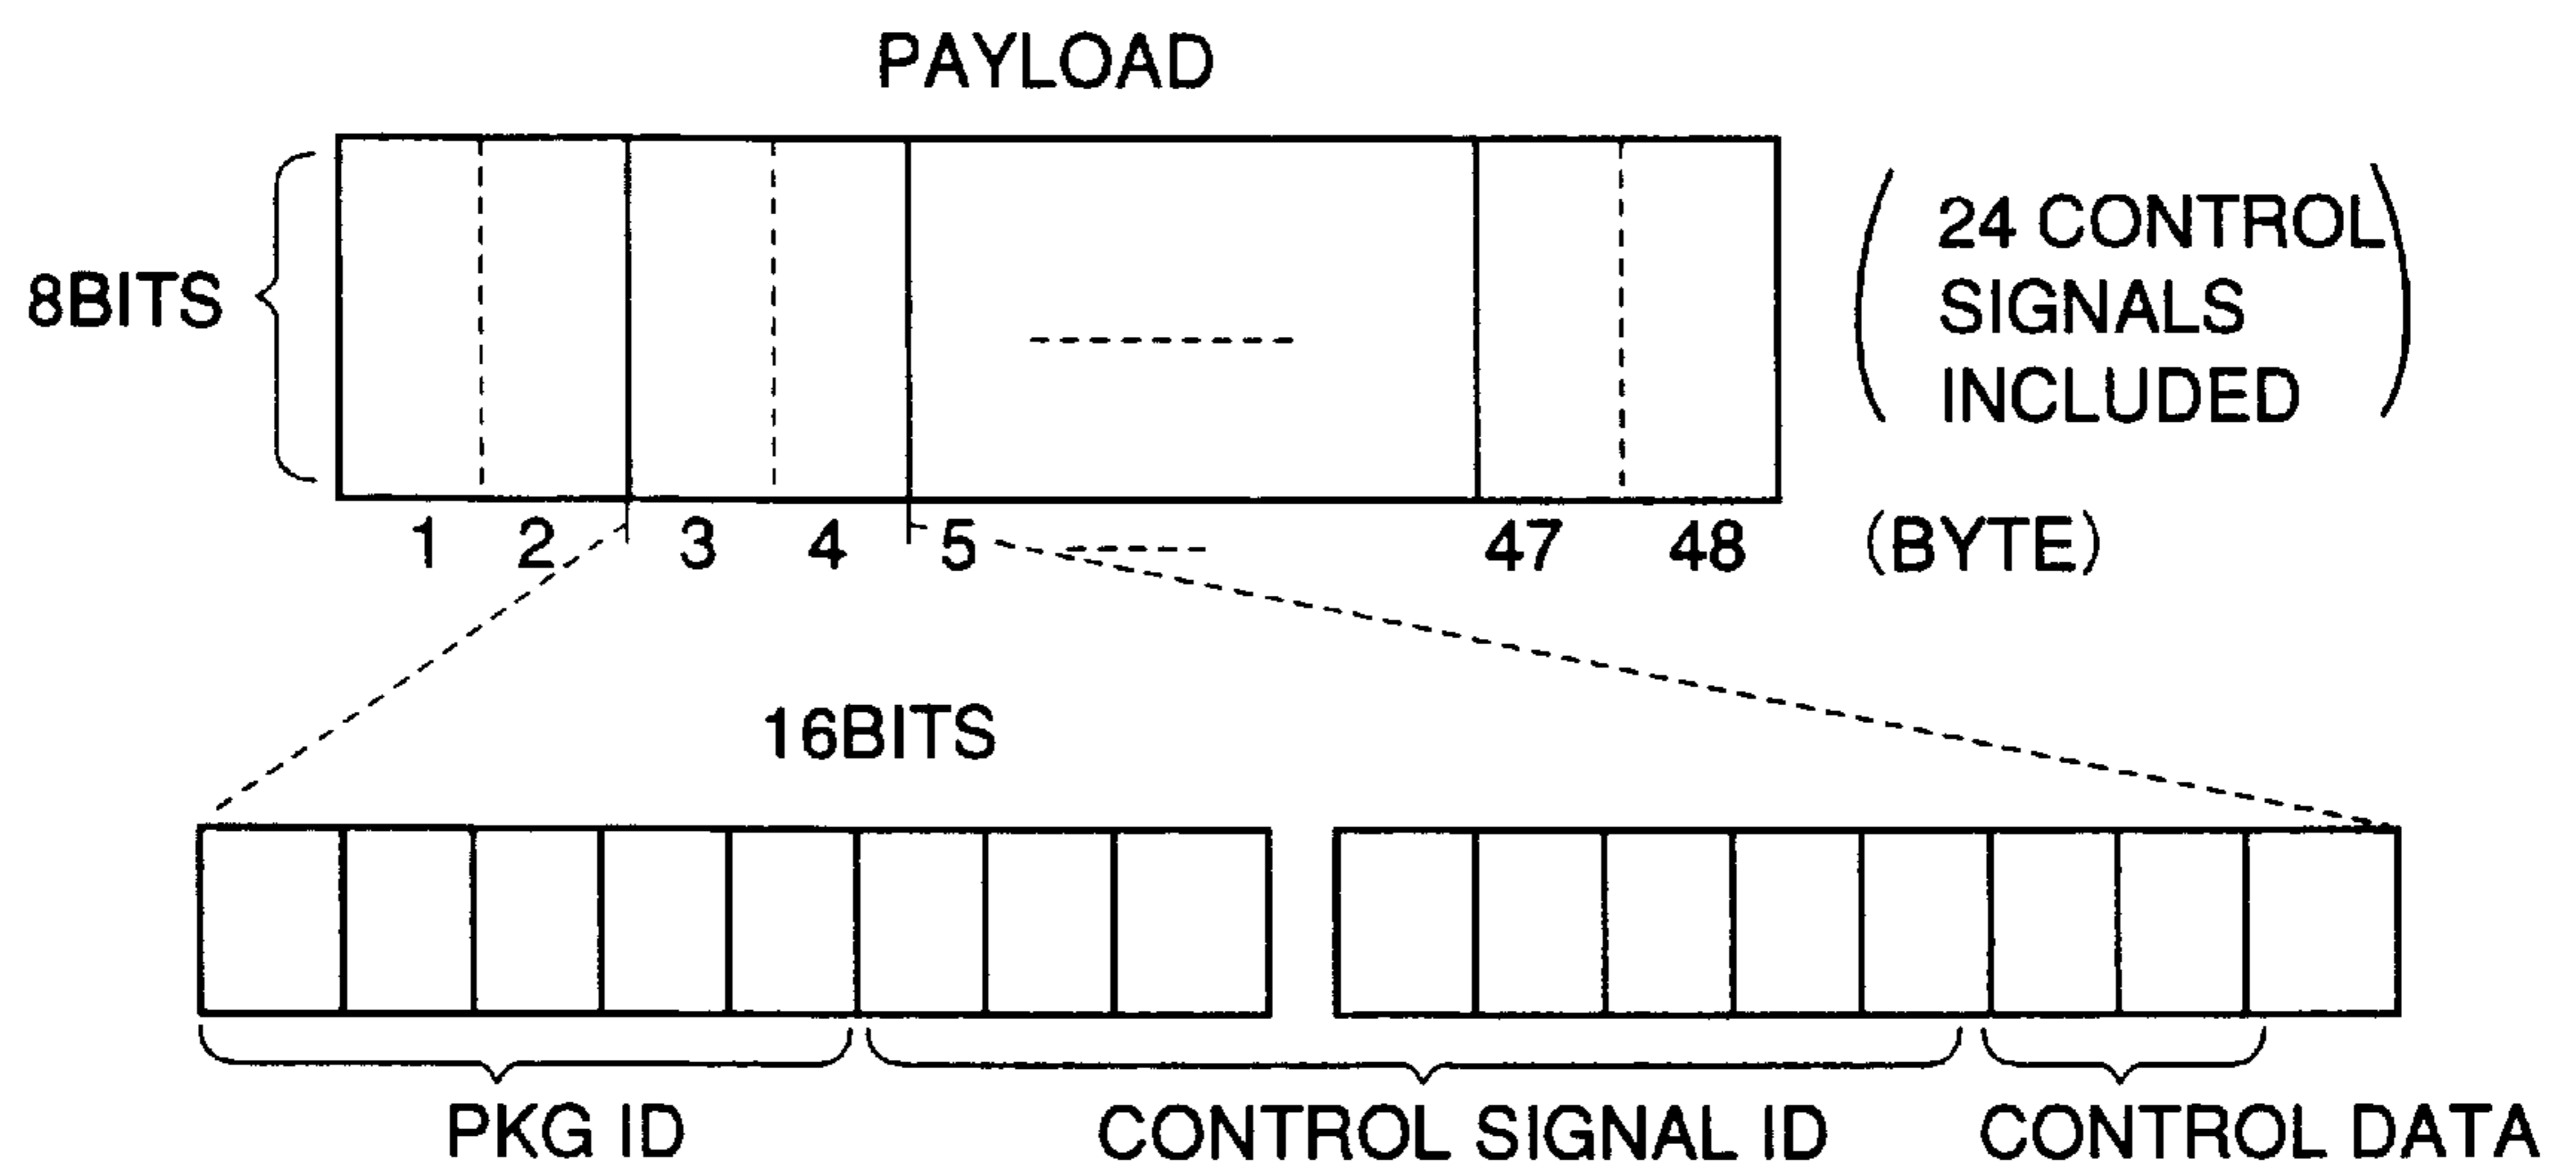 PAYLOAD
8BITS
24 CONTROL
SIGNALS
INCLUDED
1 2 3 4 5 47 48 (BYTE)
16BITS
PKG ID CONTROL SIGNAL ID CONTROL DATA